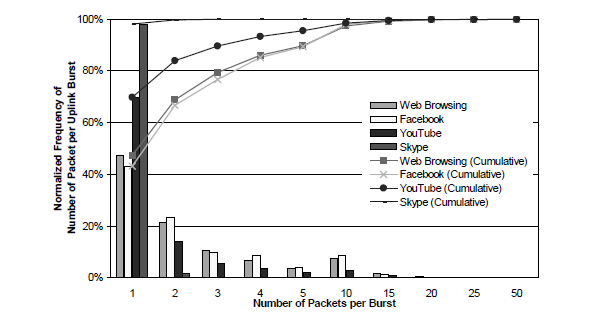 Normalized Frequency of
Number of Packet per Uplink Burst
100%
80%
60%
40%
20%
0%
Web Browsing
Facebook
YouTube
Skype
Web Browsing (Cumulative)
Facebook (Cumulative)
YouTube (Cumulative)
Skype (Cumulative)
1 2 3 4 5 10 15 20 25 50
Number of Packets per Burst